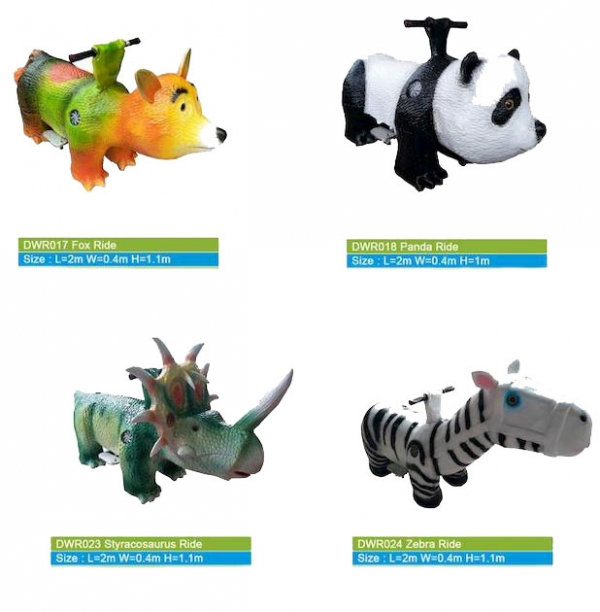 DWR017 Fox Ride
Size : L=2m W=0.4m H=1.1m
DWR018 Panda Ride
Size : L=2m W=0.4m H=1m
DWR023 Styracosaurus Ride
Size : L=2m W=0.4m H=1.1m
DWR024 Zebra Ride
Size : L=2m W=0.4m H=1.1m